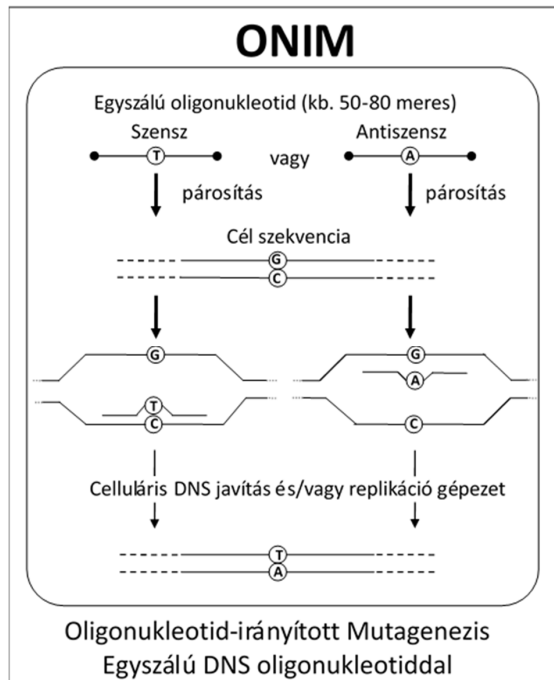 ONIM
Egyszálú oligonukleotid (kb. 50-80 meres)
Szensz
Antiszensz
T
vagy
A
párosítás
párosítás
Cél szekvencia
G
C
G
G
A
T
C
C
Celluláris DNS javítás és/vagy replikáció gépezet
T
A
Oligonukleotid-irányított Mutagenezis
Egyszálú DNS oligonukleotiddal